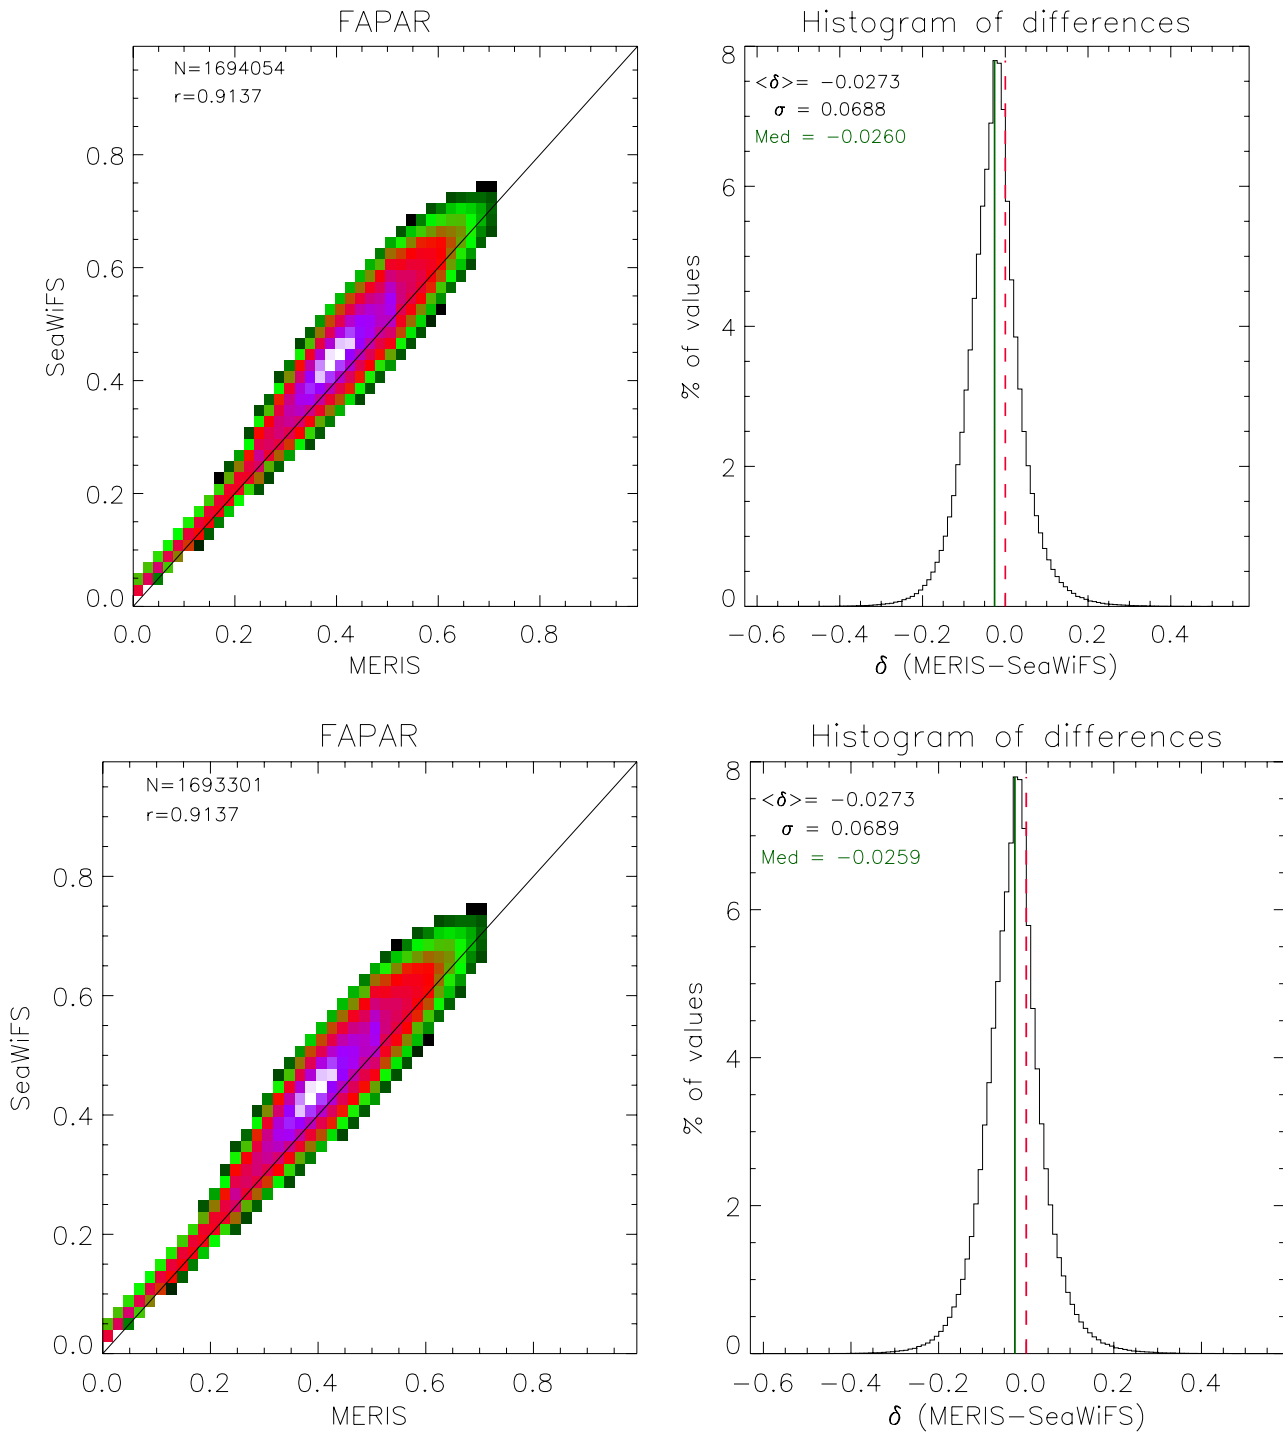 FAPAR
N=1694054
r=0.9137
SeaWiFS
0.8
0.6
0.4
0.2
0.0
0.0 0.2 0.4 0.6 0.8
MERIS
Histogram of differences
<δ>= −0.0273
σ = 0.0688
Med = −0.0260
% of values
8
6
4
2
0
−0.6 −0.4 −0.2 0.0 0.2 0.4
δ (MERIS−SeaWiFS)
FAPAR
N=1693301
r=0.9137
SeaWiFS
0.8
0.6
0.4
0.2
0.0
0.0 0.2 0.4 0.6 0.8
MERIS
Histogram of differences
<δ>= −0.0273
σ = 0.0689
Med = −0.0259
% of values
8
6
4
2
0
−0.6 −0.4 −0.2 0.0 0.2 0.4
δ (MERIS−SeaWiFS)